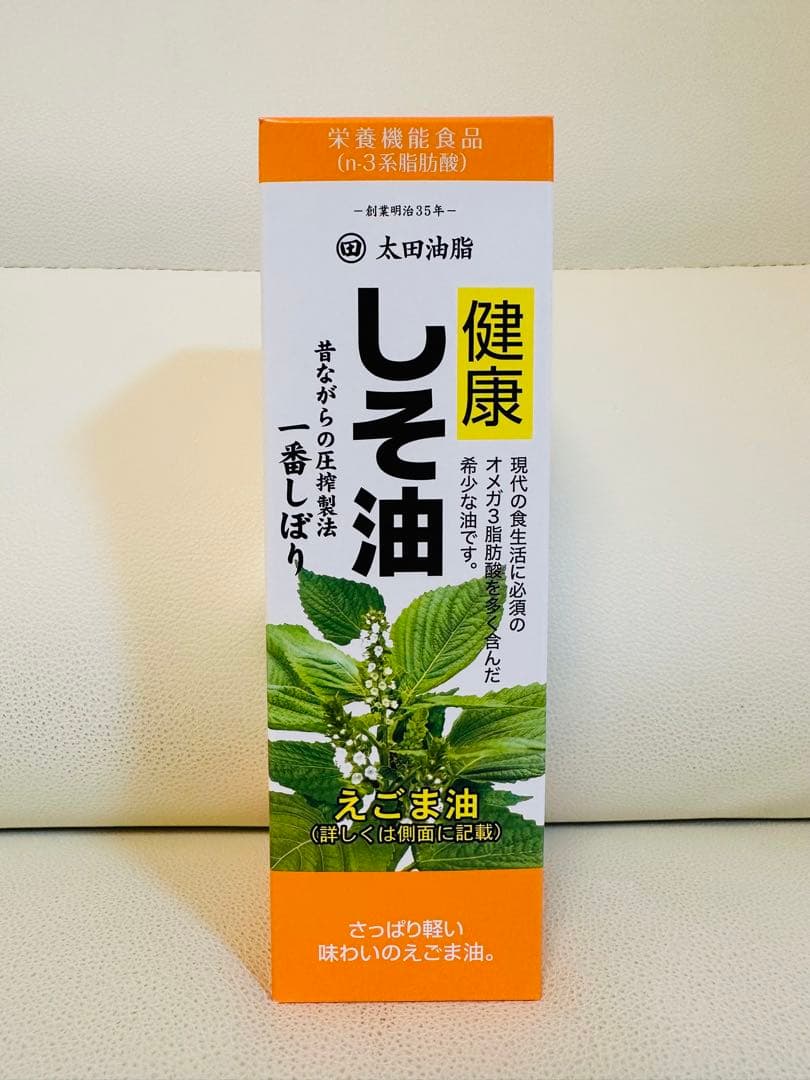 栄養機能食品
(n-3系脂肪酸)
－創業明治35年－
田 太田油脂
健康
しそ油
昔ながらの圧搾製法
一番しぼり
現代の食生活に必須の
オメガ3脂肪酸を多く含んだ
希少な油です。
えごま油
(詳しくは側面に記載)
さっぱり軽い
味わいのえごま油。